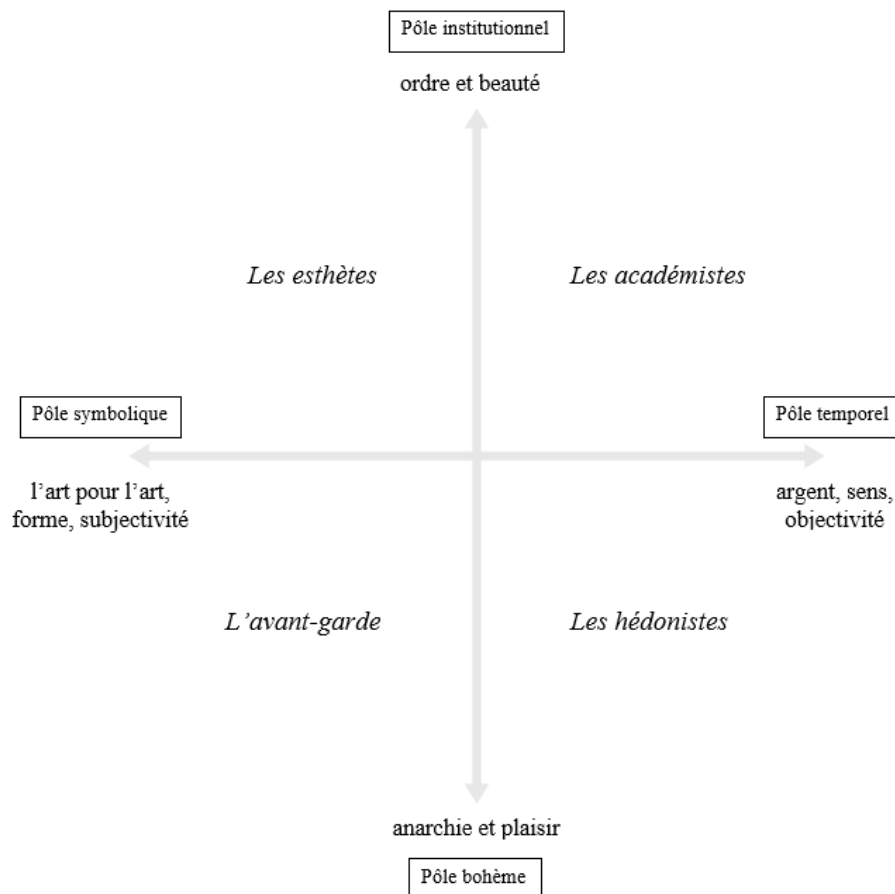 Pôle institutionnel
ordre et beauté
Les esthètes
Les académistes
Pôle symbolique
Pôle temporel
l’art pour l’art,
forme, subjectivité
argent, sens,
objectivité
L’avant-garde
Les hédonistes
anarchie et plaisir
Pôle bohème